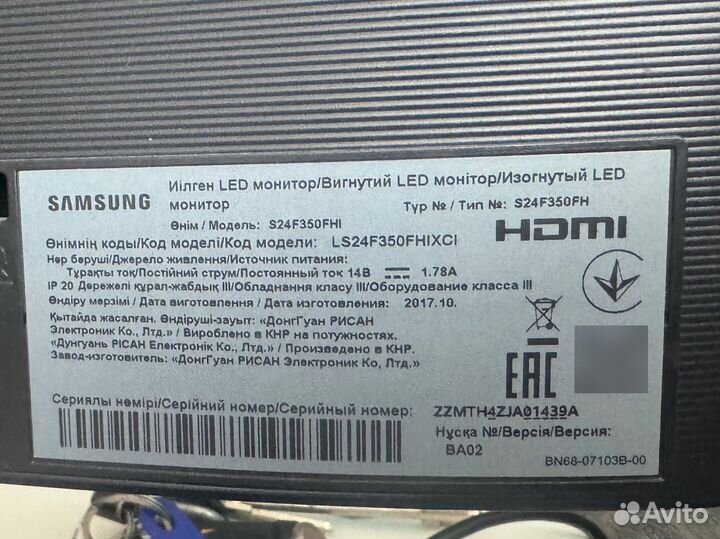 SAMSUNG
Иілген LED монитор/Вигнутий LED монітор/Изогнутый LED
монитор
Түр № / Тип №: S24F350FH
Өнім / Модель: S24F350FHI
HDMI
Өнімнің коды/Код моделі/Код модели: LS24F350FHIXCI
Нәр беруші/Джерело живлення/Источник питания:
Тұрақты ток/Постійний струм/Постоянный ток 14В 1.78A
IP 20 Дәрежелі құрал-жабдық III/Обладнання класу III/Оборудование класса III
Өндіру мерзімі / Дата виготовлення / Дата изготовления: 2017.10.
Қытайда жасалған. Өндіруші-зауыт: «ДонгГуан РИСАН
Электроник Ко., Лтд.» / Вироблено в КНР на потужностях.
«Дунгуань РІСАН Електронік Ко., Лтд.» / Произведено в КНР.
Завод-изготовитель: «ДонгГуан РИСАН Электроник Ко., Лтд.»
EAC
Сериялы нөмірі/Серійний номер/Серийный номер: ZZMTH4ZJA01439A
Нұсқа №/Версія/Версия:
BA02
BN68-07103B-00
Avito